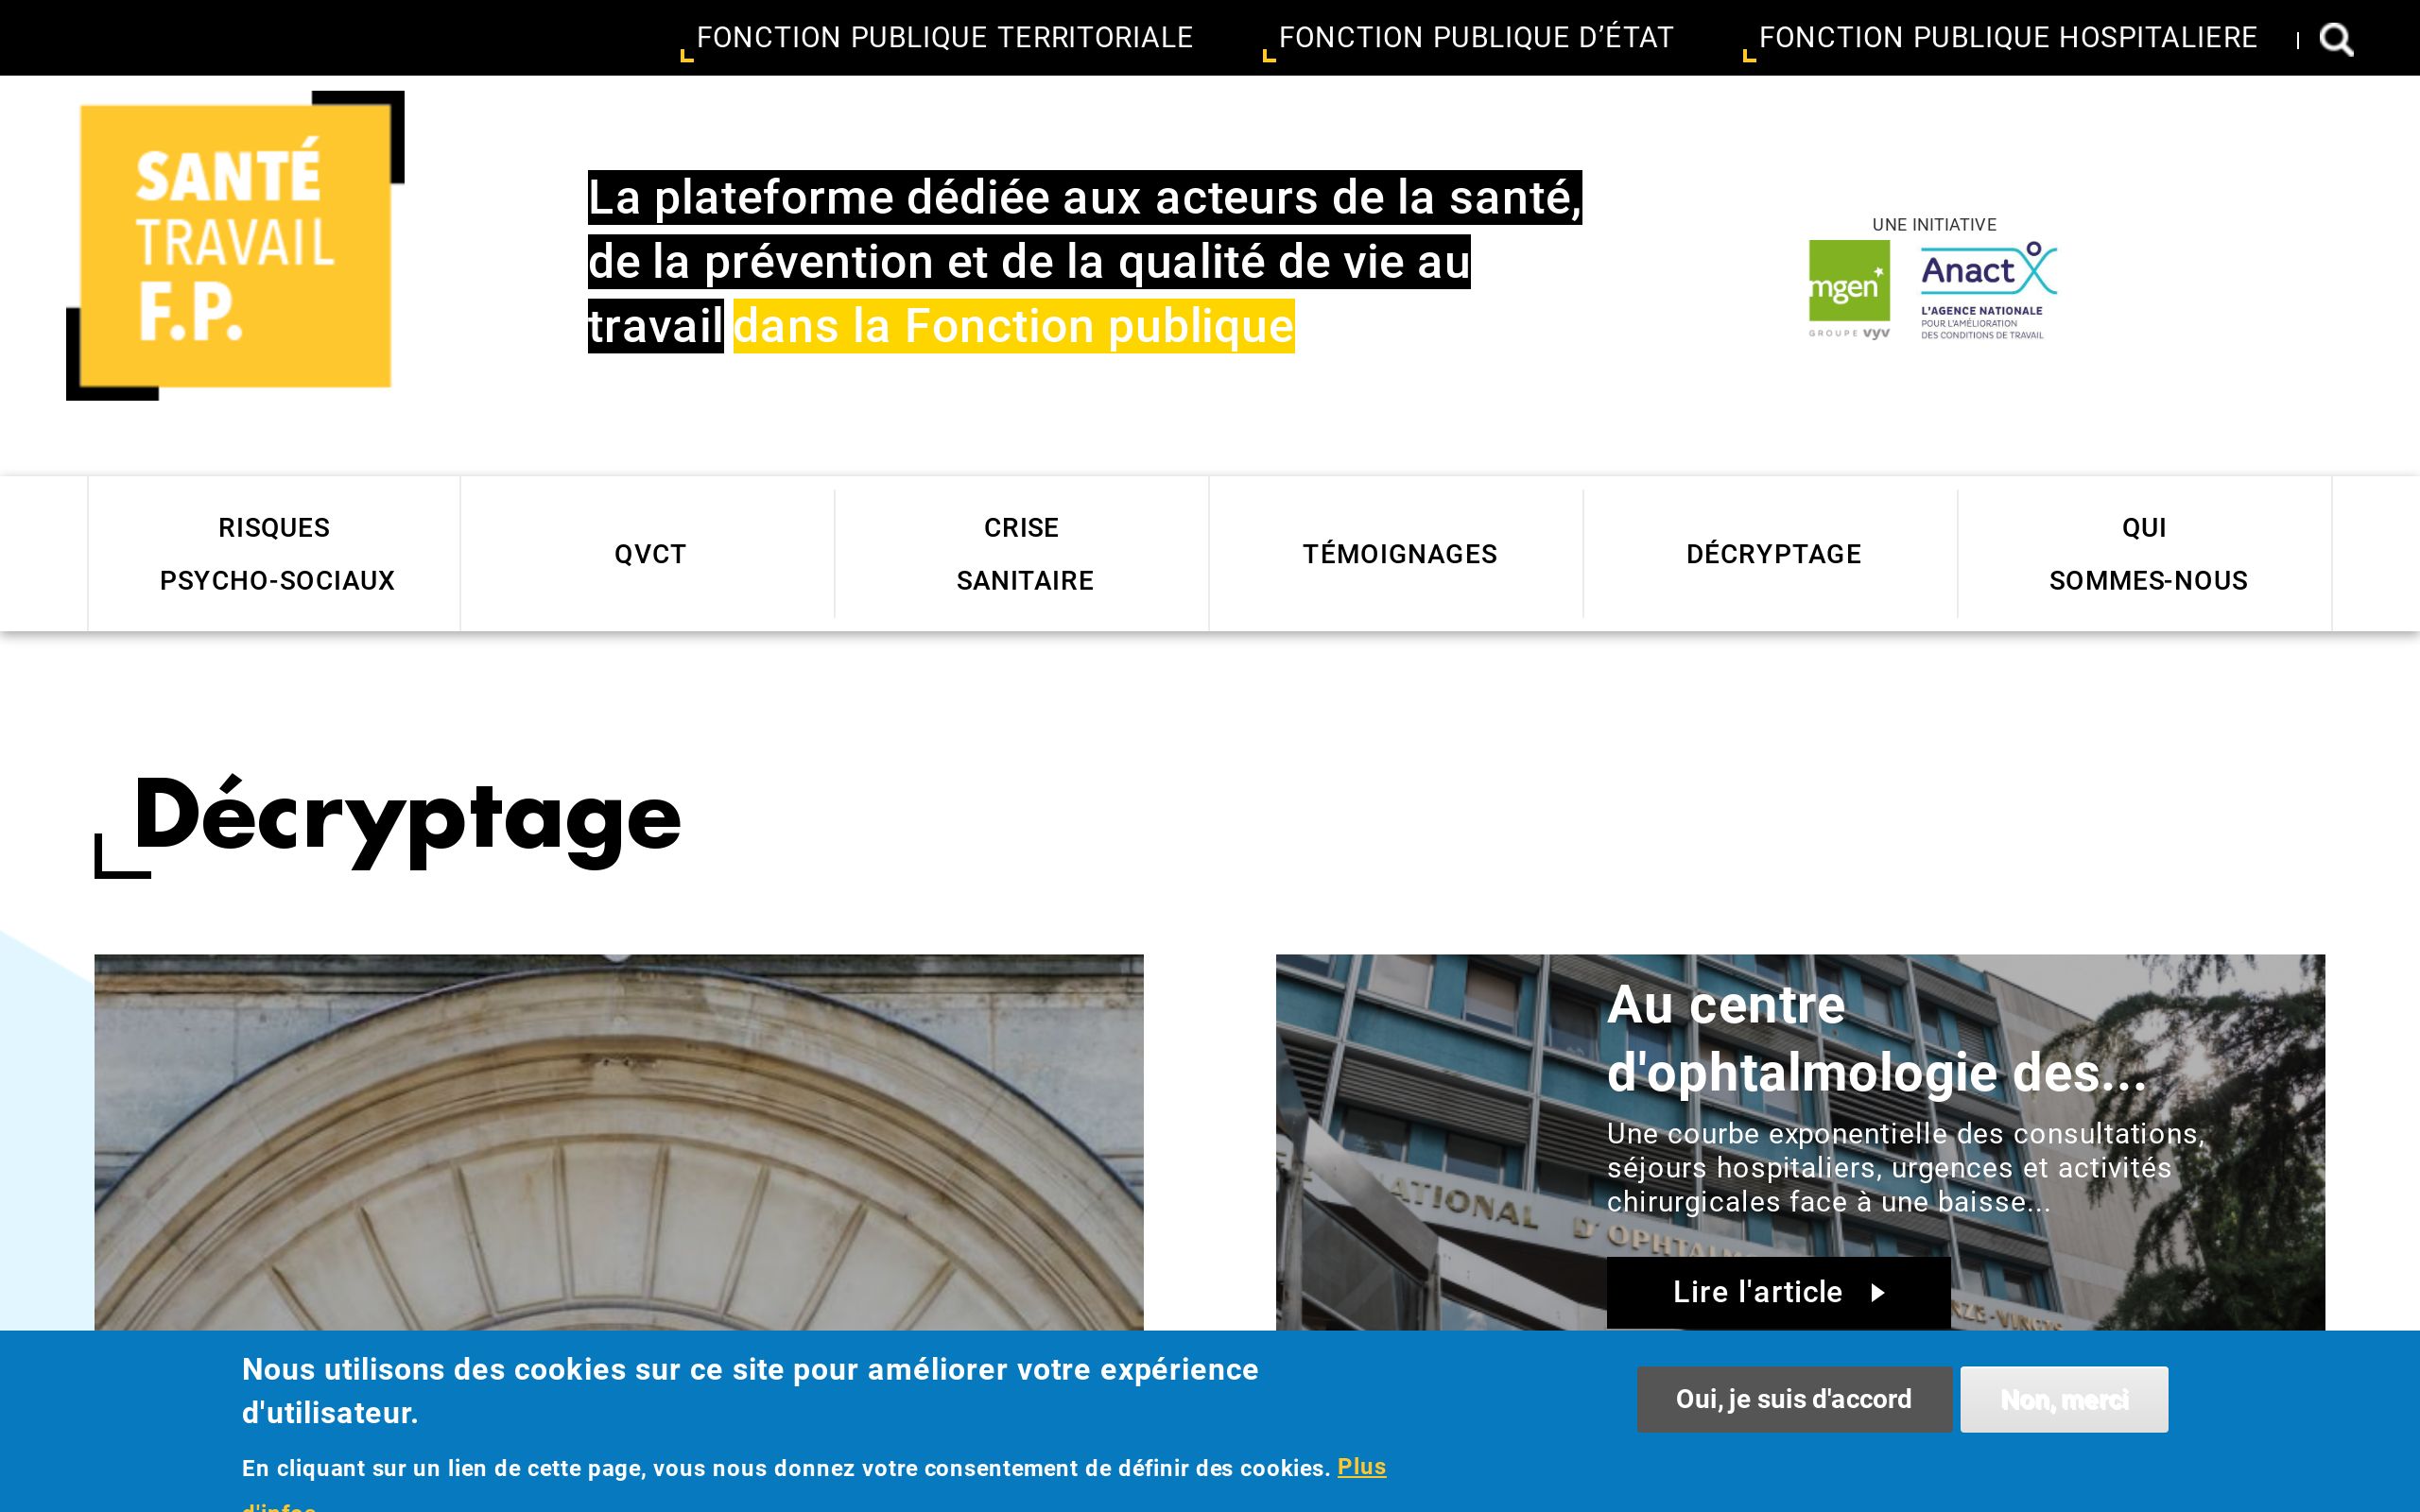 FONCTION PUBLIQUE TERRITORIALE
FONCTION PUBLIQUE D’ÉTAT
FONCTION PUBLIQUE HOSPITALIERE
SANTÉ
TRAVAIL
F.P.
La plateforme dédiée aux acteurs de la santé,
de la prévention et de la qualité de vie au
travail dans la Fonction publique
UNE INITIATIVE
mgen
GROUPE vyv
Anact
L'AGENCE NATIONALE
POUR L'AMÉLIORATION
DES CONDITIONS DE TRAVAIL
RISQUES
PSYCHO-SOCIAUX
QVCT
CRISE
SANITAIRE
TÉMOIGNAGES
DÉCRYPTAGE
QUI
SOMMES-NOUS
Décryptage
Au centre
d'ophtalmologie des...
Une courbe exponentielle des consultations,
séjours hospitaliers, urgences et activités
chirurgicales face à une baisse...
Lire l'article
Nous utilisons des cookies sur ce site pour améliorer votre expérience
d'utilisateur.
En cliquant sur un lien de cette page, vous nous donnez votre consentement de définir des cookies. Plus
d'infos
Oui, je suis d'accord
Non, merci